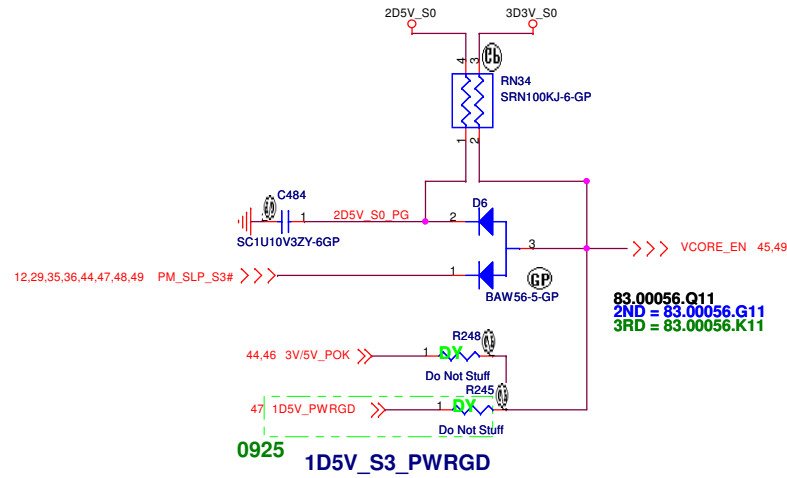 2D5V_S0
3D3V_S0
4
3
RN34
SRN100KJ-6-GP
1
2
C484
1
2D5V_S0_PG
2
D6
SC1U10V3ZY-6GP
3
VCORE_EN 45,49
12,29,35,36,44,47,48,49 PM_SLP_S3#
1
GP
BAW56-5-GP
83.00056.Q11
2ND = 83.00056.G11
3RD = 83.00056.K11
R248
44,46 3V/5V_POK
1
DY
Do Not Stuff
R245
47 1D5V_PWRGD
1
DY
Do Not Stuff
0925
1D5V_S3_PWRGD